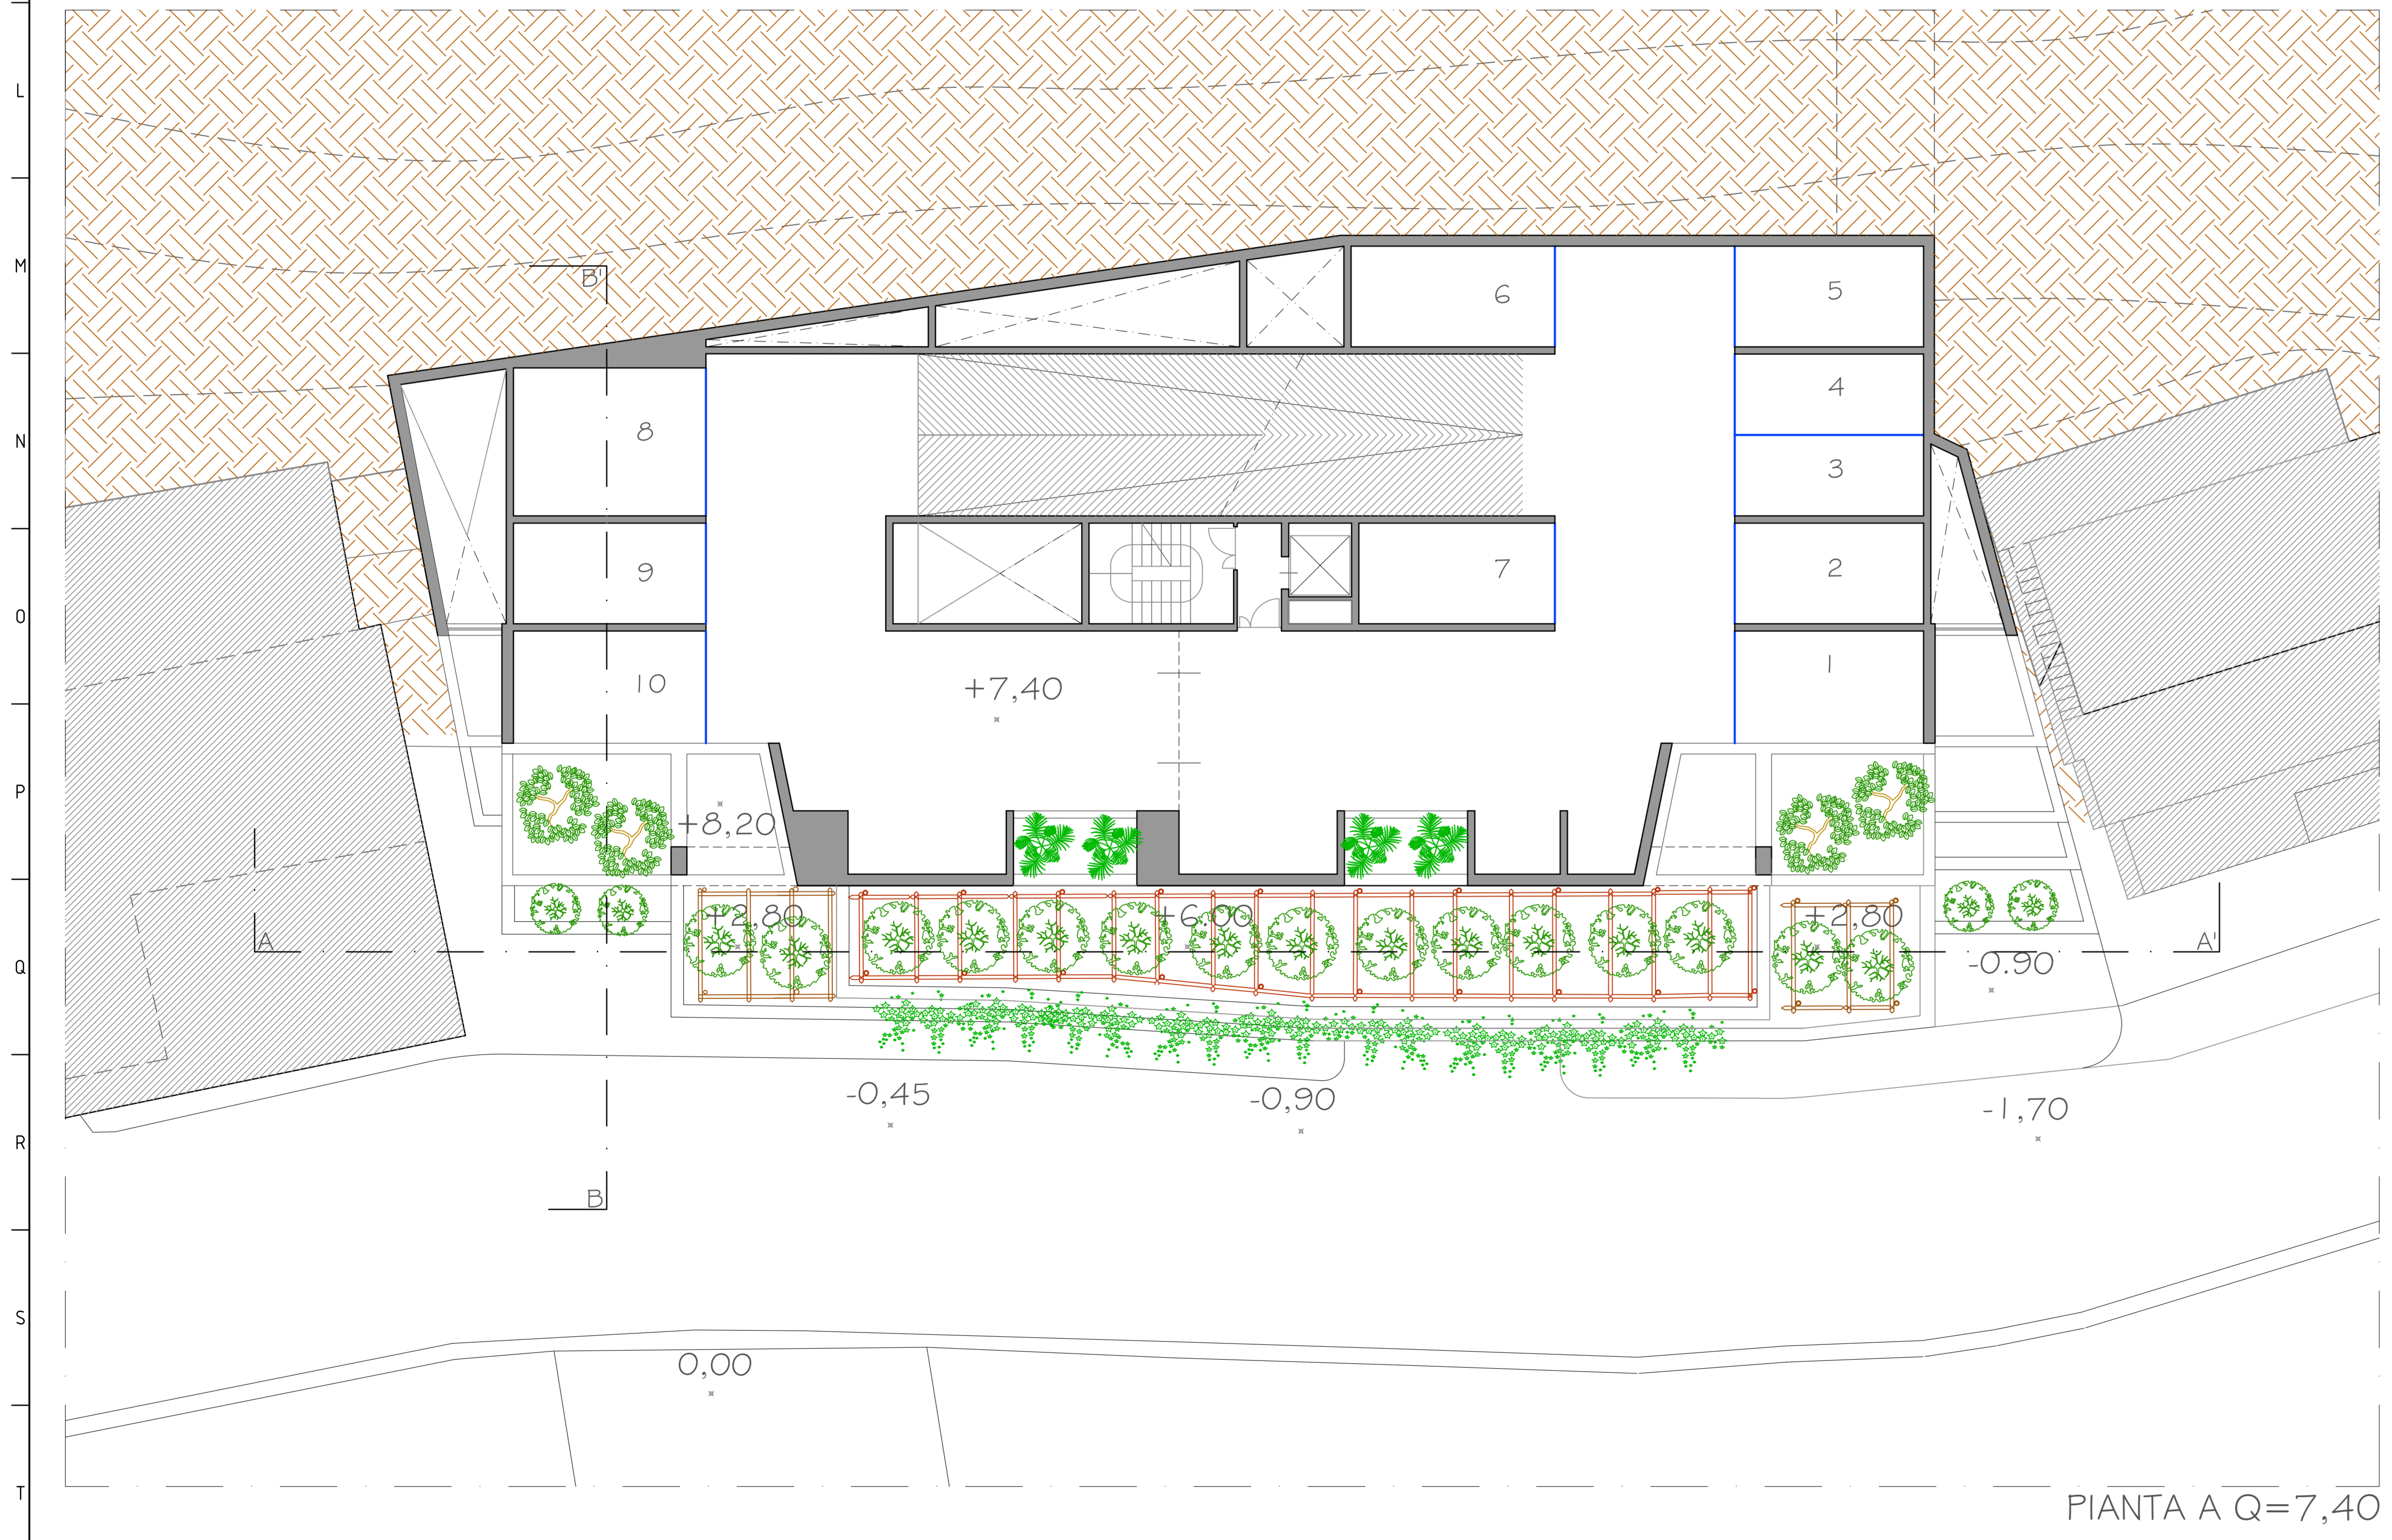 L
M
N
O
P
Q
R
S
T
B'
6
5
8
4
3
9
7
2
10
1
+7,40
+8,20
+2,80
+6.00
+2,80
A
A'
-0.90
-0,45
-0,90
-1,70
B
0,00
PIANTA A Q=7,40